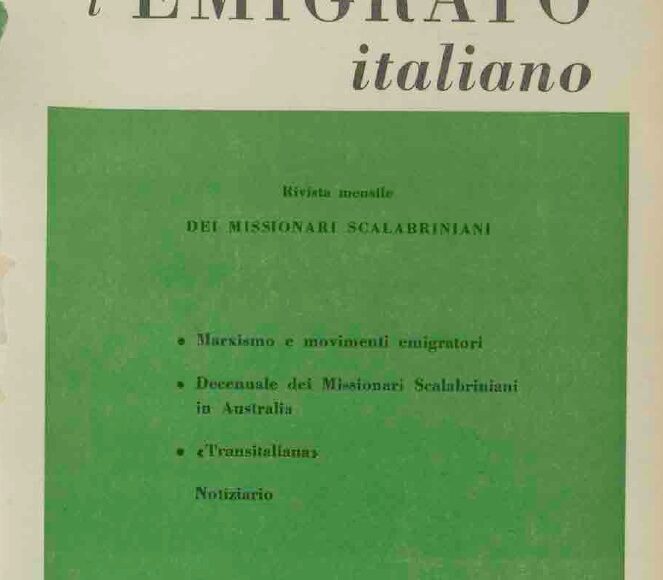 l'EMIGRATO
italiano
Rivista mensile
DEI MISSIONARI SCALABRINIANI
• Marxismo e movimenti emigratori
• Decennale dei Missionari Scalabriniani
in Australia
• «Transitaliana»
Notiziario